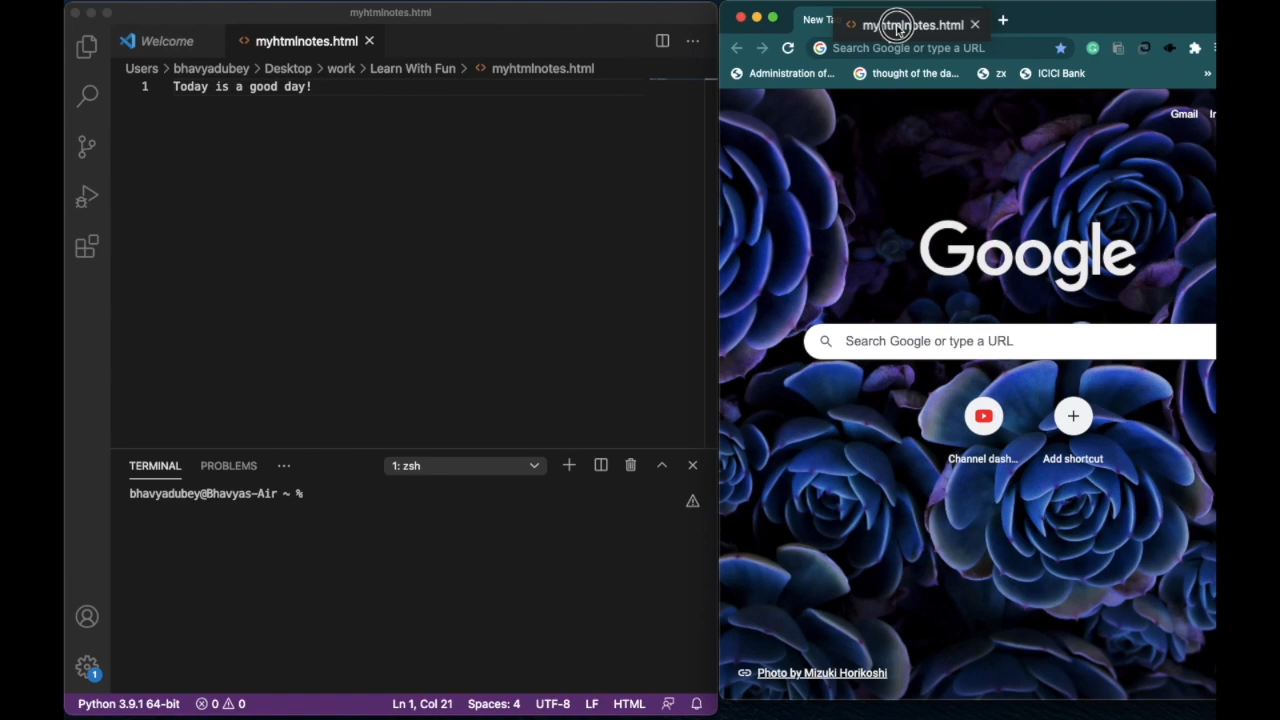 myhtmlnotes.html
Welcome
<> myhtmlnotes.html
Users > bhavyadubey > Desktop > work > Learn With Fun > <> myhtmlnotes.html
1 Today is a good day!
TERMINAL PROBLEMS ...
1: zsh
bhavyadubey@Bhavyas-Air ~ %
1
Python 3.9.1 64-bit 0 0 Ln 1, Col 21 Spaces: 4 UTF-8 LF HTML
New Ta
<> myhtmlnotes.html
Search Google or type a URL
Administration of... thought of the da... zx ICICI Bank »
Gmail
Google
Search Google or type a URL
Channel dash... Add shortcut
Photo by Mizuki Horikoshi